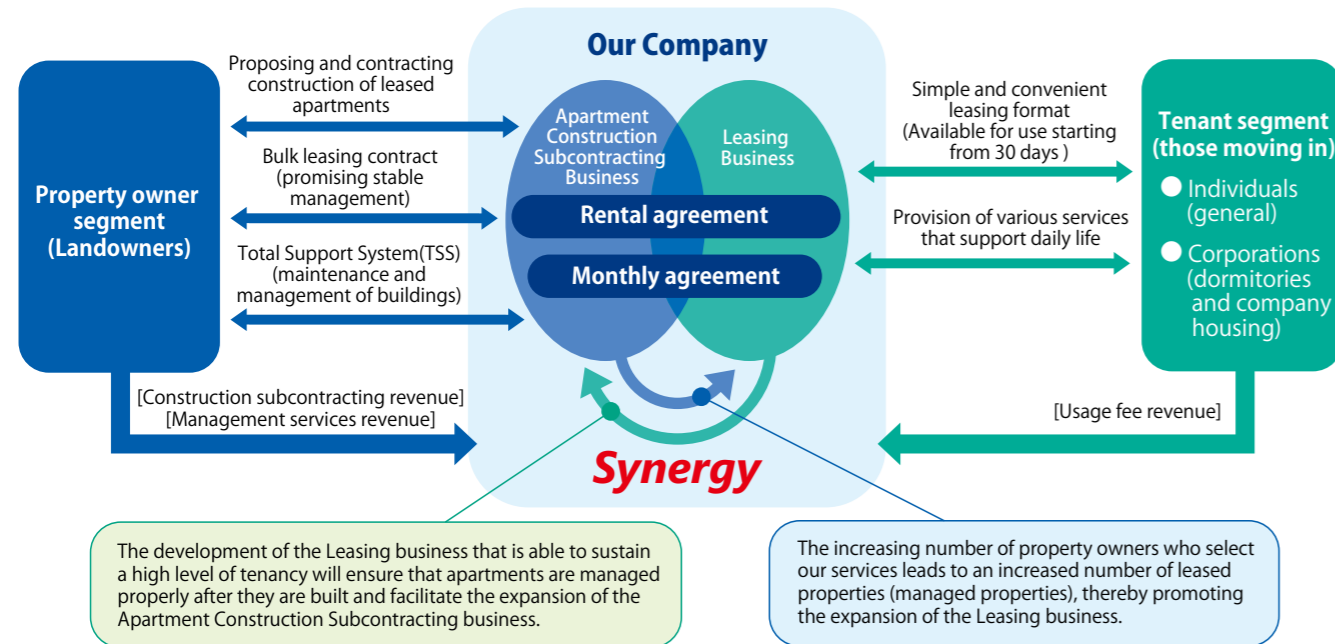 Our Company
Proposing and contracting
construction of leased
apartments
Bulk leasing contract
(promising stable
management)
Total Support System(TSS)
(maintenance and
management of buildings)
Property owner
segment
(Landowners)
Apartment
Construction
Subcontracting
Business
Leasing
Business
Rental agreement
Monthly agreement
Simple and convenient
leasing format
(Available for use starting
from 30 days )
Provision of various services
that support daily life
Tenant segment
(those moving in)
Individuals
(general)
Corporations
(dormitories
and company
housing)
[Construction subcontracting revenue]
[Management services revenue]
[Usage fee revenue]
Synergy
The development of the Leasing business that is able to sustain
a high level of tenancy will ensure that apartments are managed
properly after they are built and facilitate the expansion of the
Apartment Construction Subcontracting business.
The increasing number of property owners who select
our services leads to an increased number of leased
properties (managed properties), thereby promoting
the expansion of the Leasing business.